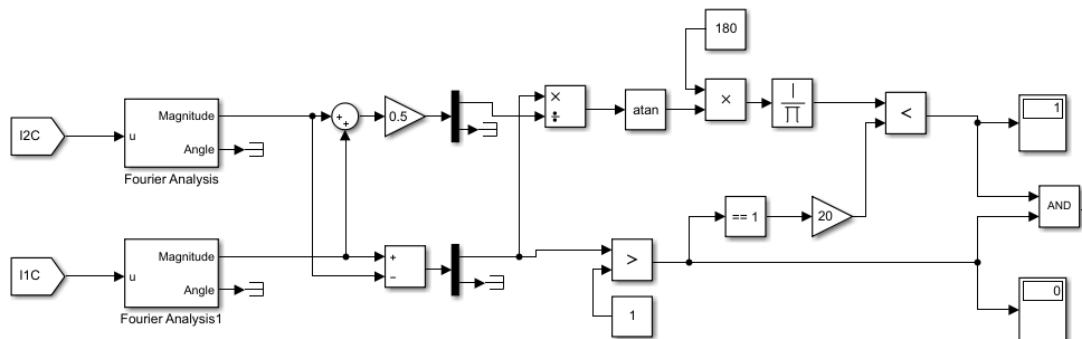 180
I2C
u
Magnitude
Angle
Fourier Analysis
+
+
0.5
×
÷
atan
×
1
∏
<
1
== 1
20
AND
I1C
u
Magnitude
Angle
Fourier Analysis1
+
−
>
1
0